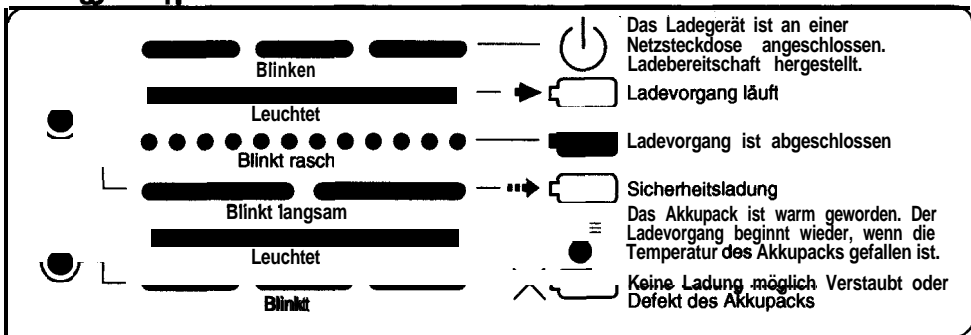 Das Ladegerät ist an einer
Netzsteckdose angeschlossen.
Ladebereitschaft hergestellt.
Blinken
Ladevorgang läuft
Leuchtet
Ladevorgang ist abgeschlossen
Blinkt rasch
Sicherheitsladung
Blinkt langsam
Das Akkupack ist warm geworden. Der
Ladevorgang beginnt wieder, wenn die
Temperatur des Akkupacks gefallen ist.
Leuchtet
Keine Ladung möglich Verstaubt oder
Defekt des Akkupacks
Blinkt